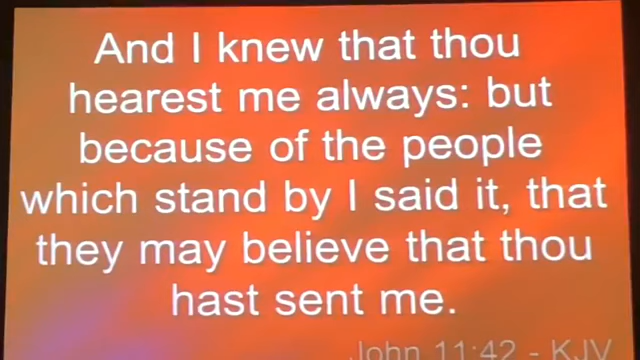 And I knew that thou
hearest me always: but
because of the people
which stand by I said it, that
they may believe that thou
hast sent me.
John 11:42 - KJV